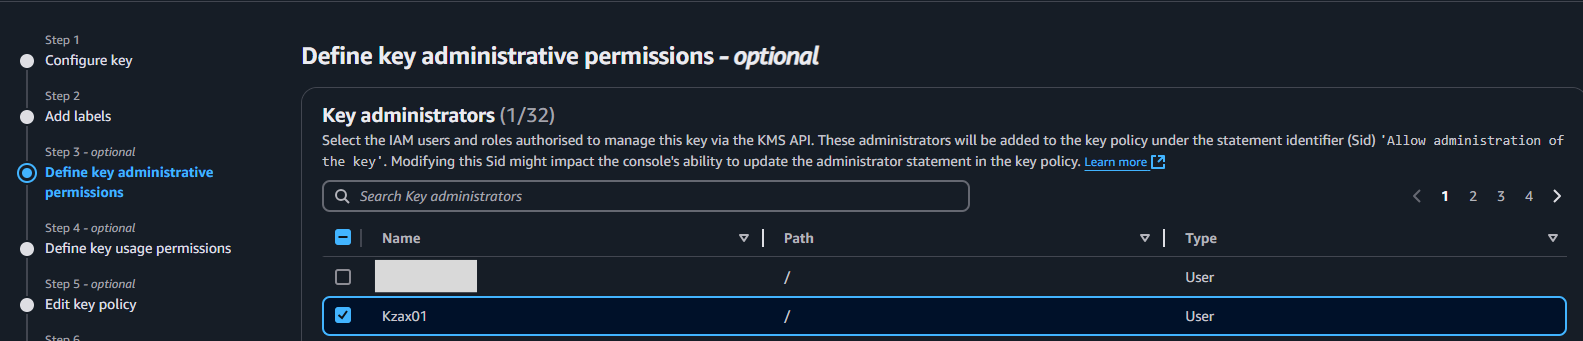 Step 1
Configure key
Step 2
Add labels
Step 3 - optional
Define key administrative
permissions
Step 4 - optional
Define key usage permissions
Step 5 - optional
Edit key policy
Step 6
Define key administrative permissions - optional
Key administrators (1/32)
Select the IAM users and roles authorised to manage this key via the KMS API. These administrators will be added to the key policy under the statement identifier (Sid) 'Allow administration of
the key'. Modifying this Sid might impact the console's ability to update the administrator statement in the key policy. Learn more
Search Key administrators
1 2 3 4
Name Path Type
/ User
Kzax01 / User